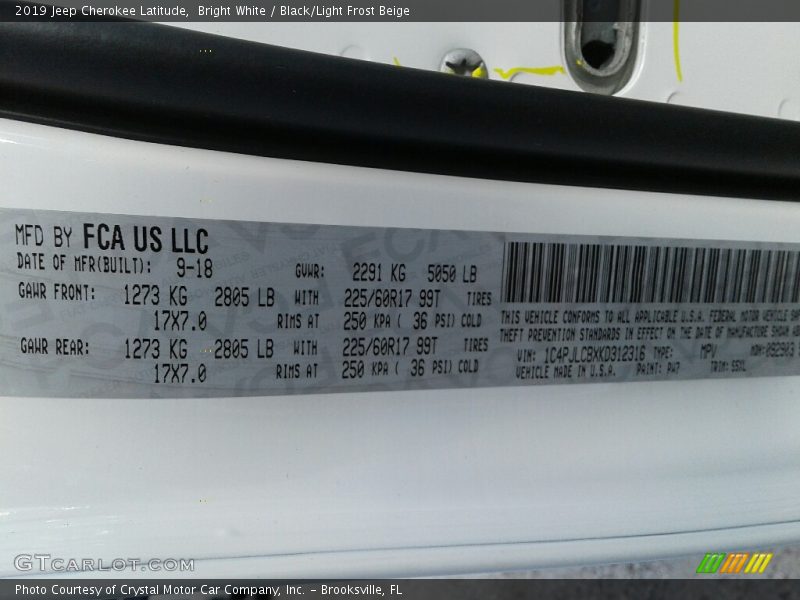 2019 Jeep Cherokee Latitude,  Bright White / Black/Light Frost Beige
MFD BY FCA US LLC
DATE OF MFR(BUILT): 9-18 GVWR: 2291 KG 5050 LB
GAWR FRONT: 1273 KG 2805 LB WITH 225/60R17 99T TIRES
17X7.0 RIMS AT 250 KPA ( 36 PSI) COLD
GAWR REAR: 1273 KG 2805 LB WITH 225/60R17 99T TIRES
17X7.0 RIMS AT 250 KPA ( 36 PSI) COLD
THIS VEHICLE CONFORMS TO ALL APPLICABLE U.S.A. FEDERAL MOTOR VEHICLE
THEFT PREVENTION STANDARDS IN EFFECT ON THE DATE OF MANUFACTURE SHOWN
VIN: 1C4PJLCBXKD312316 TYPE: MPV MDH:092903
VEHICLE MADE IN U.S.A. PAINT: PW7 TRIM:
GTCARLOT.COM
Photo Courtesy of Crystal Motor Car Company, Inc. – Brooksville, FL